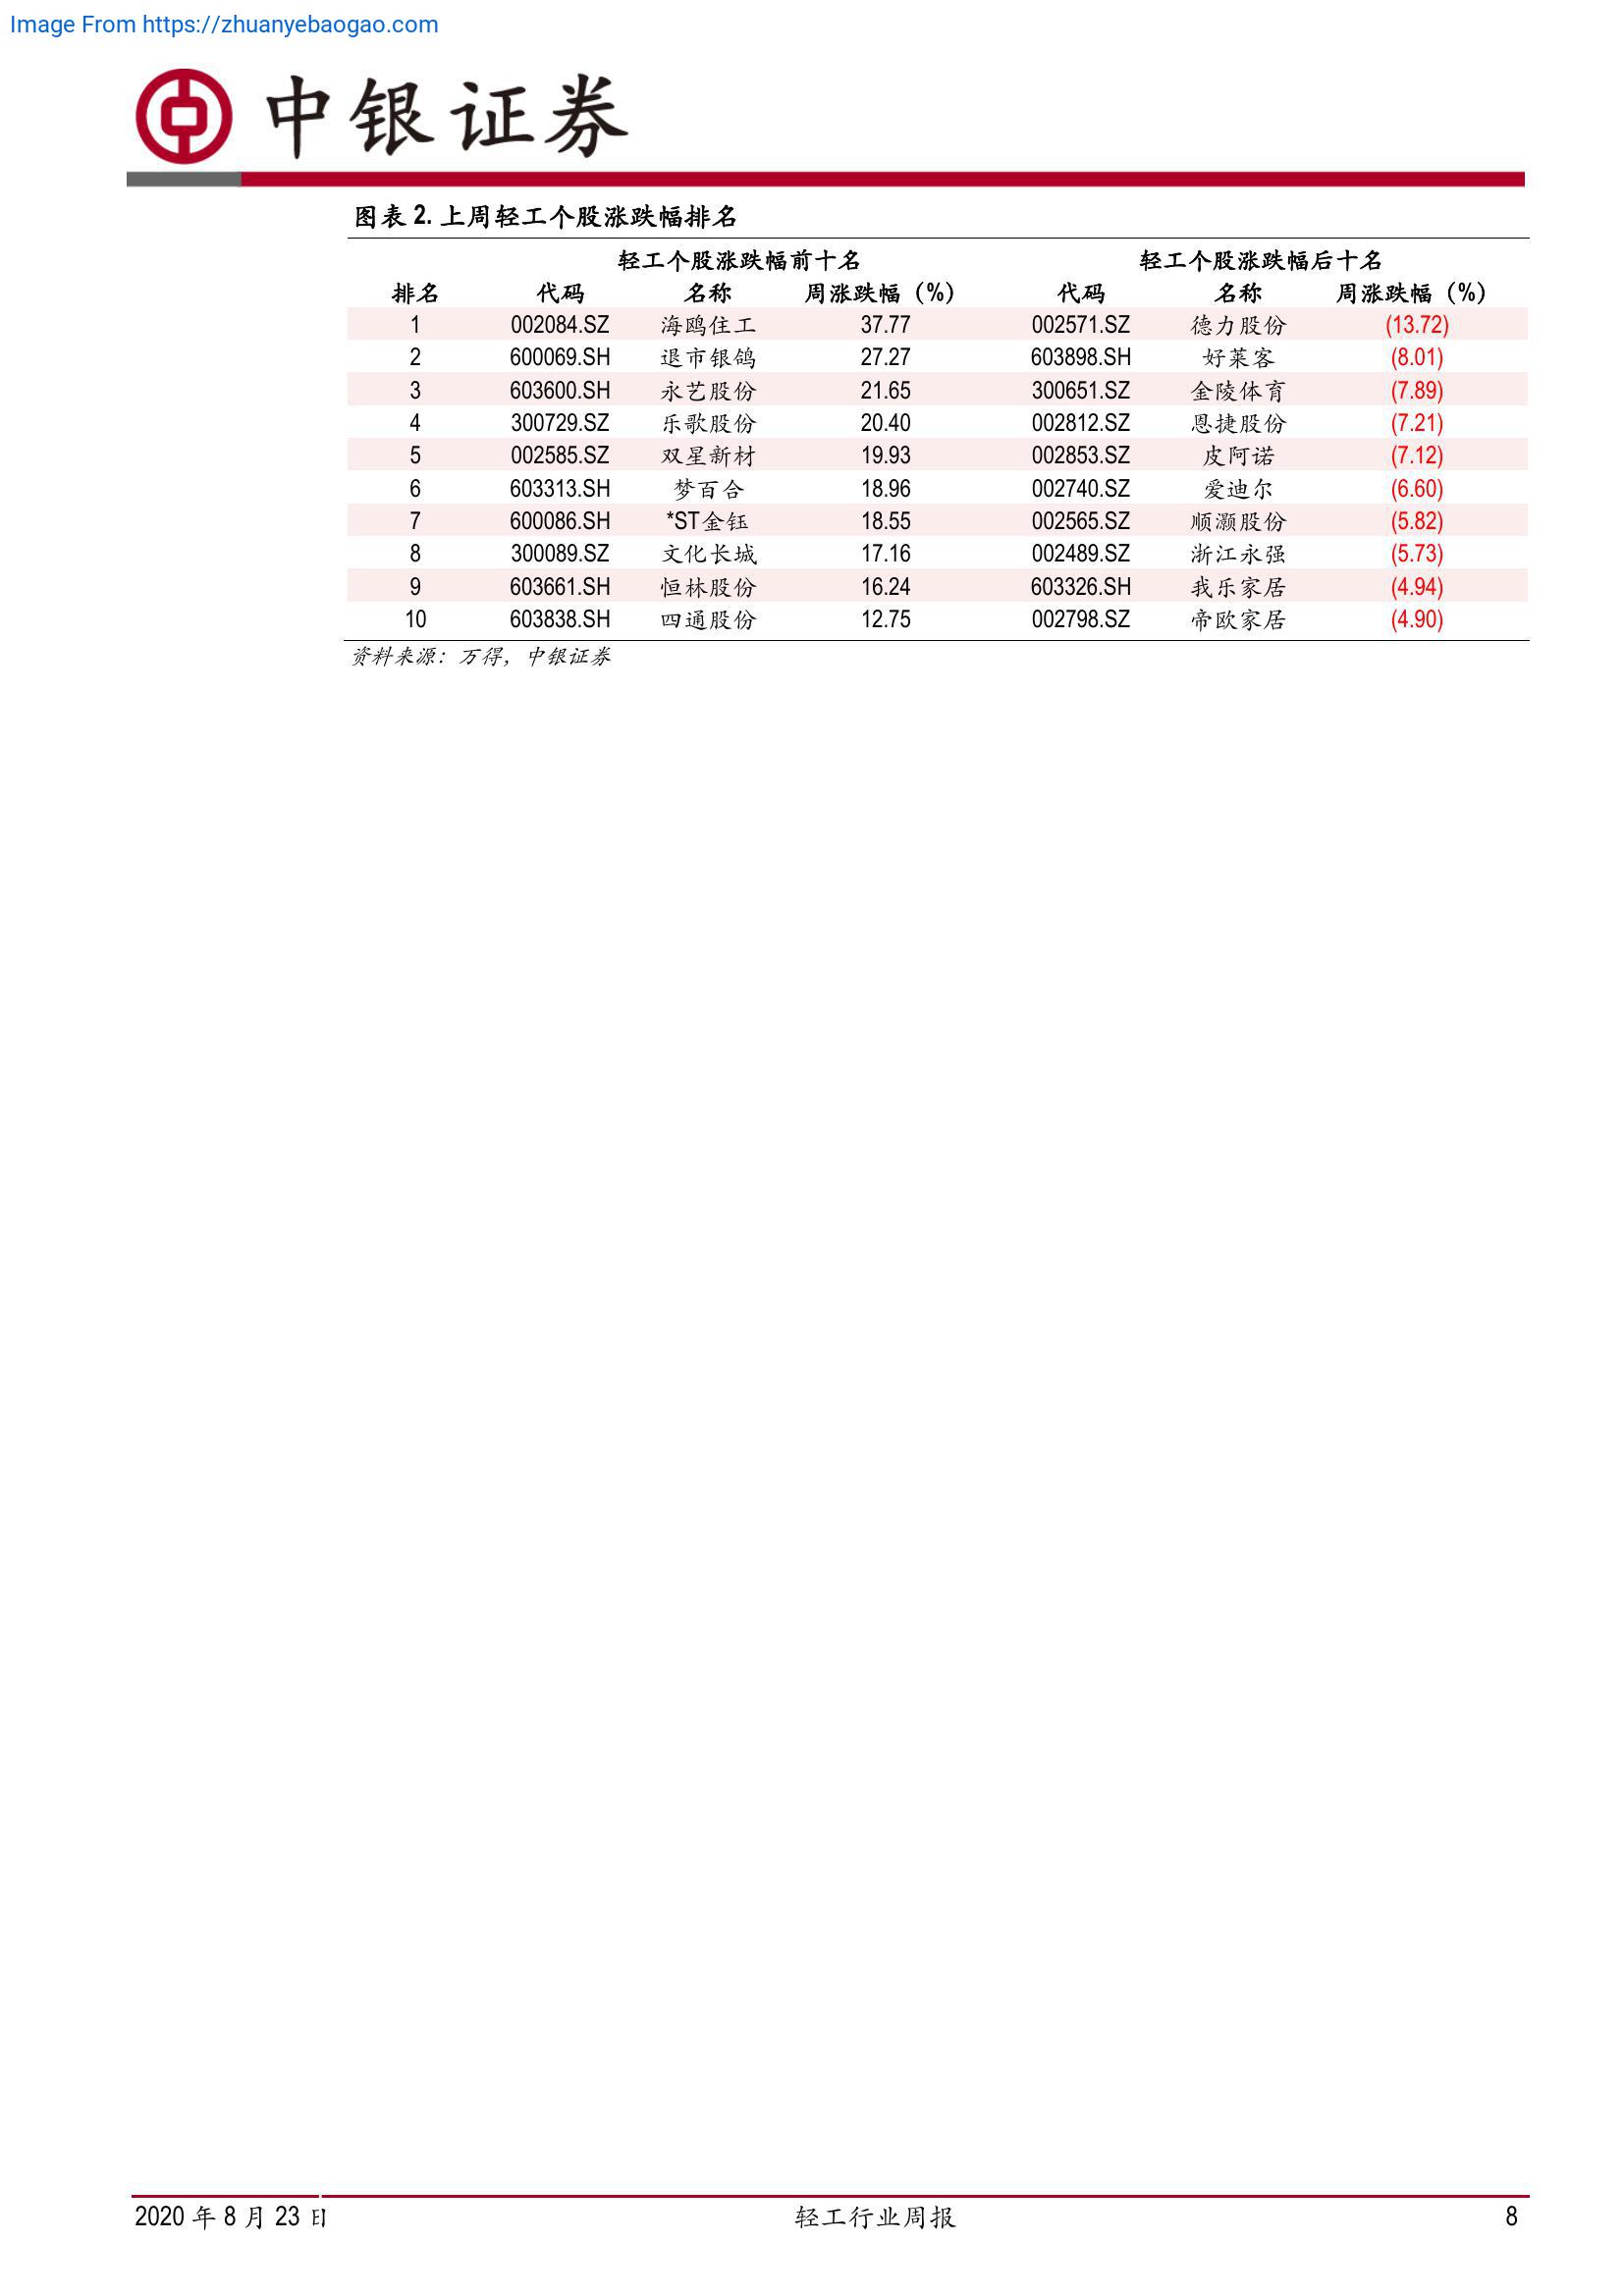 Image From https://zhuanyebaogao.com
中银证券
图表 2. 上周轻工个股涨跌幅排名
轻工个股涨跌幅前十名 轻工个股涨跌幅后十名
排名 代码 名称 周涨跌幅（%） 代码 名称 周涨跌幅（%）
1 002084.SZ 海鸥住工 37.77 002571.SZ 德力股份 (13.72)
2 600069.SH 退市银鸽 27.27 603898.SH 好莱客 (8.01)
3 603600.SH 永艺股份 21.65 300651.SZ 金陵体育 (7.89)
4 300729.SZ 乐歌股份 20.40 002812.SZ 恩捷股份 (7.21)
5 002585.SZ 双星新材 19.93 002853.SZ 皮阿诺 (7.12)
6 603313.SH 梦百合 18.96 002740.SZ 爱迪尔 (6.60)
7 600086.SH *ST金钰 18.55 002565.SZ 顺灏股份 (5.82)
8 300089.SZ 文化长城 17.16 002489.SZ 浙江永强 (5.73)
9 603661.SH 恒林股份 16.24 603326.SH 我乐家居 (4.94)
10 603838.SH 四通股份 12.75 002798.SZ 帝欧家居 (4.90)
资料来源：万得，中银证券
2020 年 8 月 23 日 轻工行业周报 8